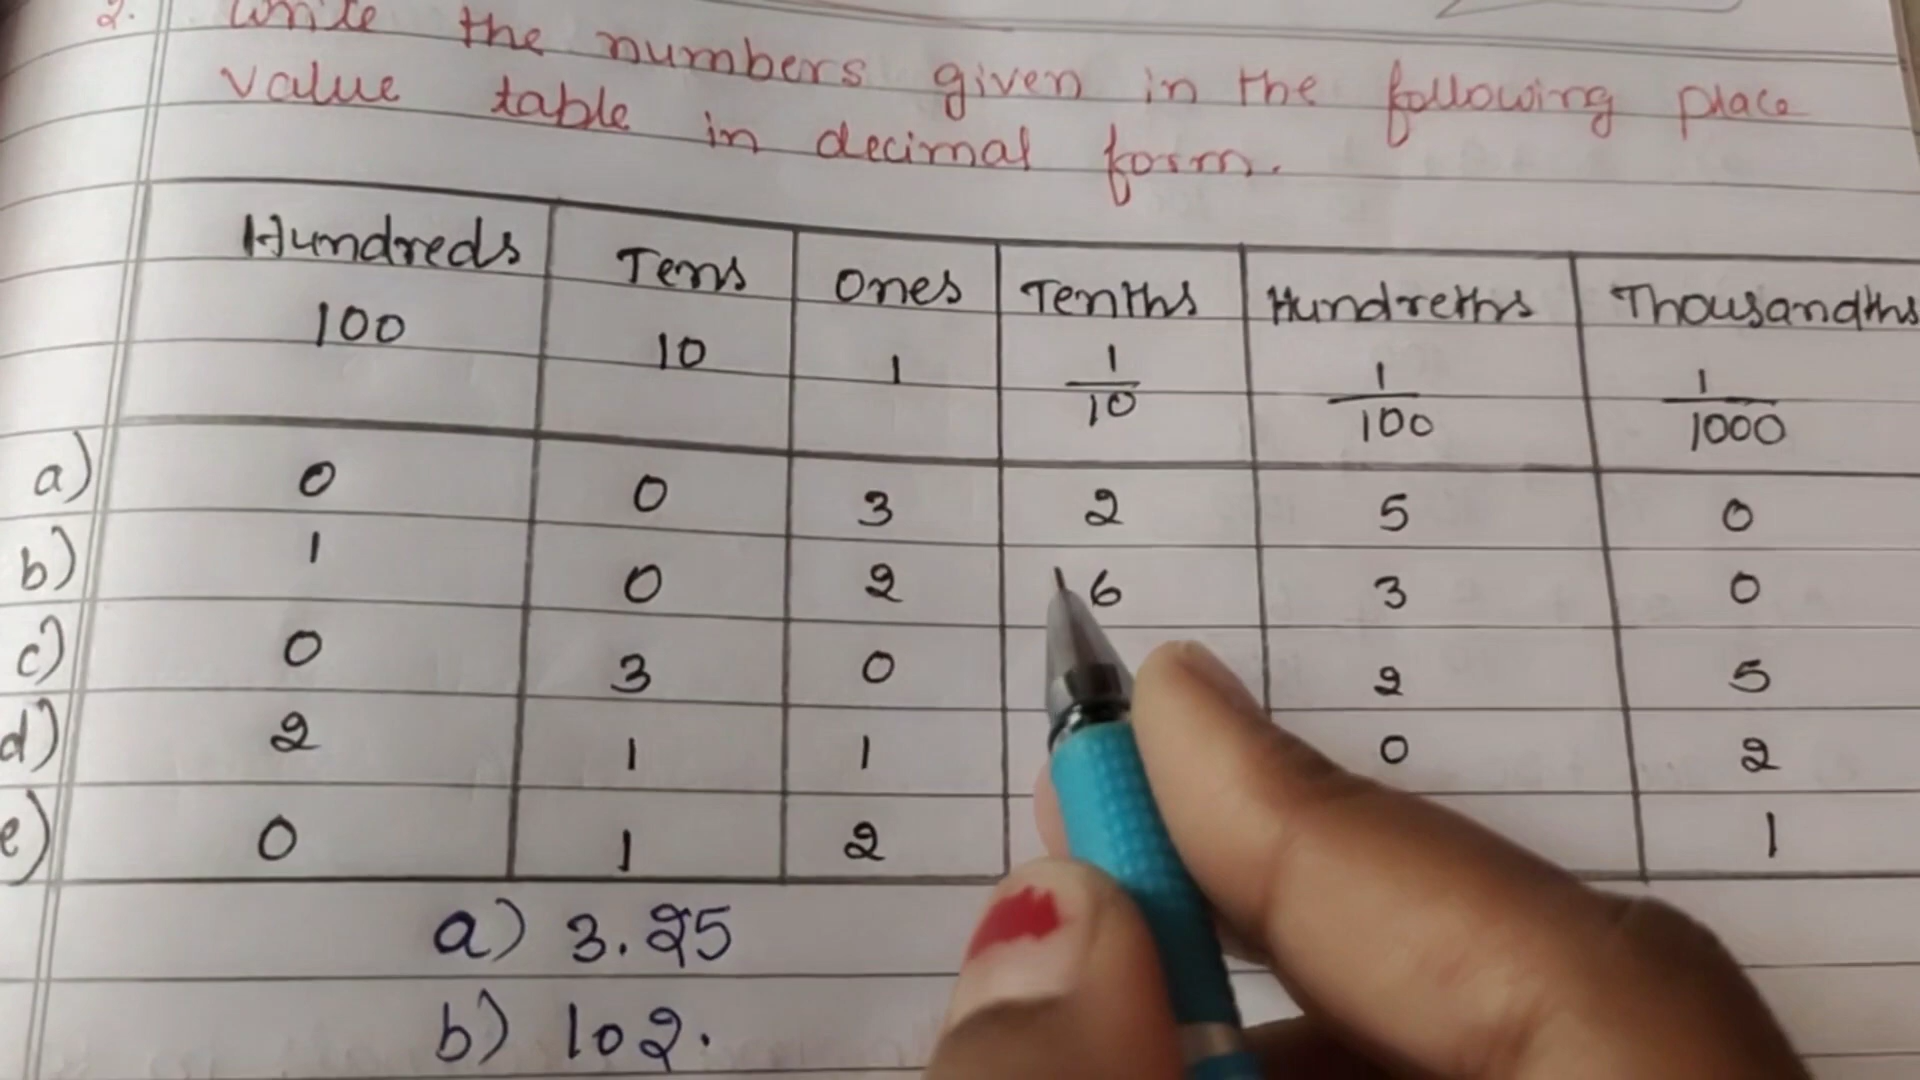 2. Write the numbers given in the following place
value table in decimal form.
Hundreds Tens Ones Tenths Hundreths Thousandths
100 10 1 1/10 1/100 1/1000
a) 0 0 3 2 5 0
b) 1 0 2 6 3 0
c) 0 3 0 2 5
d) 2 1 1 0 2
e) 0 1 2 1
a) 3.25
b) 102.